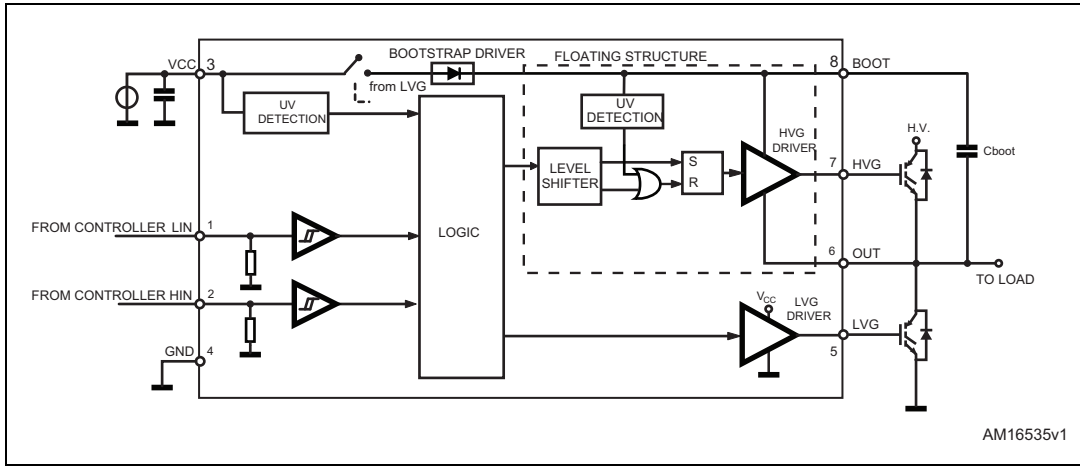 BOOTSTRAP DRIVER
FLOATING STRUCTURE
VCC
3
8
BOOT
from LVG
UV
DETECTION
UV
DETECTION
HVG
DRIVER
H.V.
Cboot
LEVEL
SHIFTER
S
R
7
HVG
LOGIC
FROM CONTROLLER LIN
1
6
OUT
TO LOAD
FROM CONTROLLER HIN
2
VCC
LVG
DRIVER
LVG
5
GND
4
AM16535v1